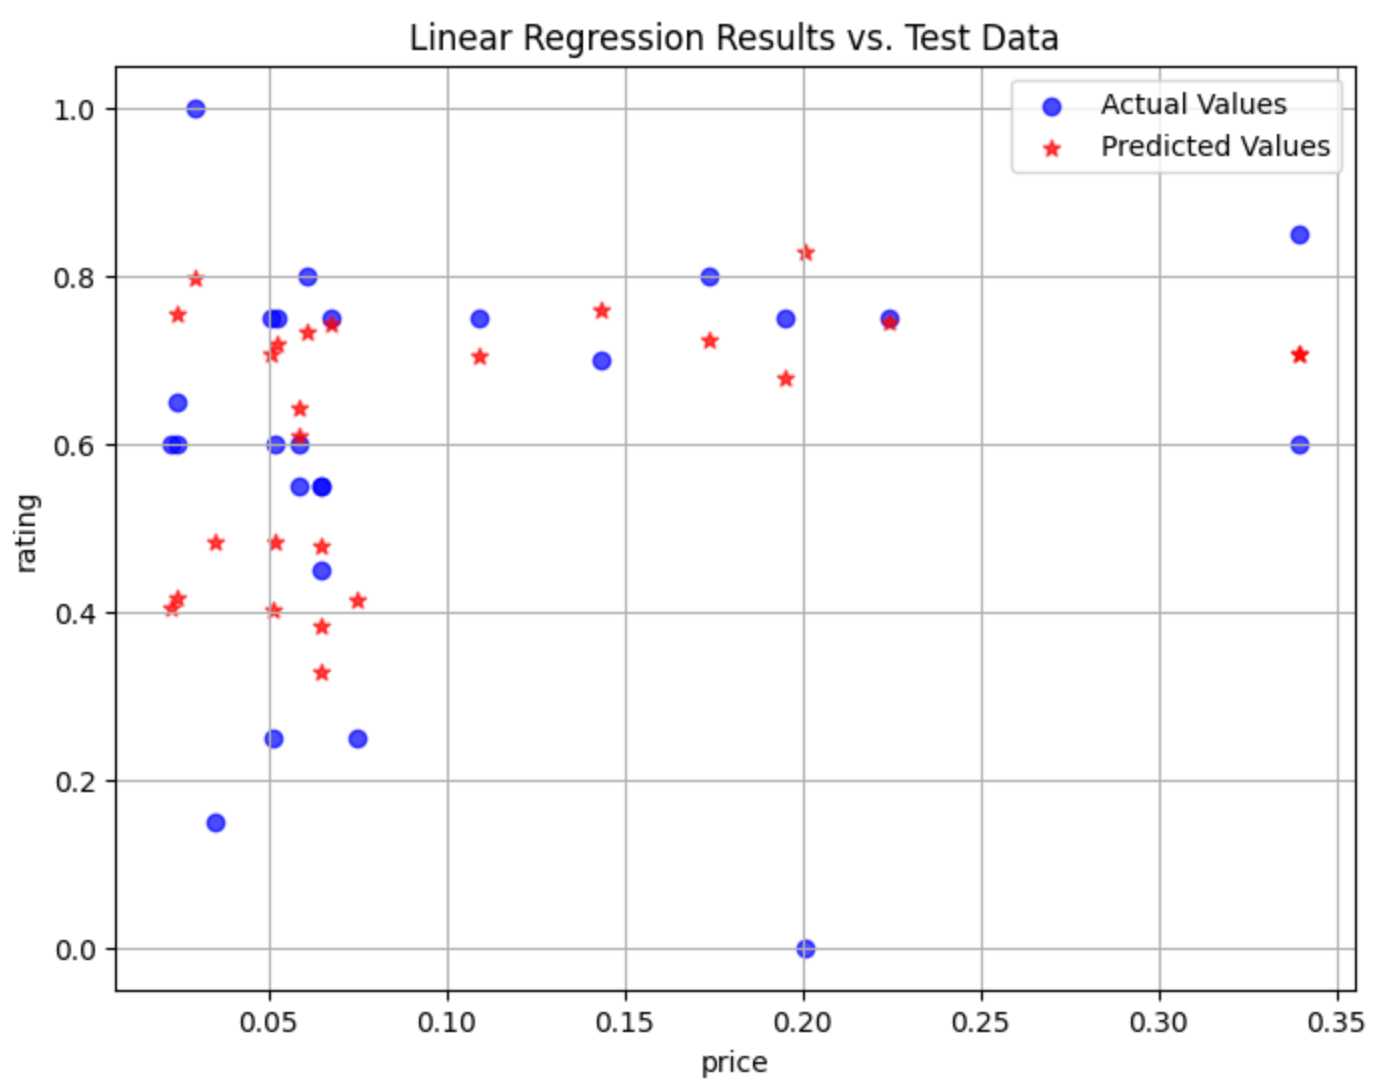 Linear Regression Results vs. Test Data
Actual Values
Predicted Values
1.0
0.8
0.6
0.4
0.2
0.0
rating
0.05 0.10 0.15 0.20 0.25 0.30 0.35
price